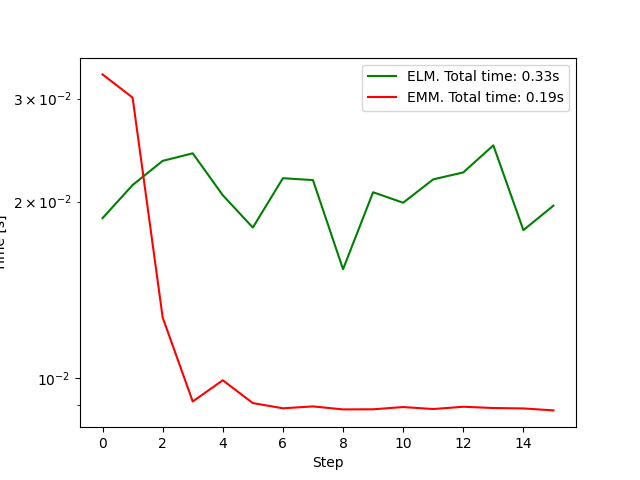 ELM. Total time: 0.33s
EMM. Total time: 0.19s
3 × 10⁻²
2 × 10⁻²
10⁻²
Time [s]
0 2 4 6 8 10 12 14
Step